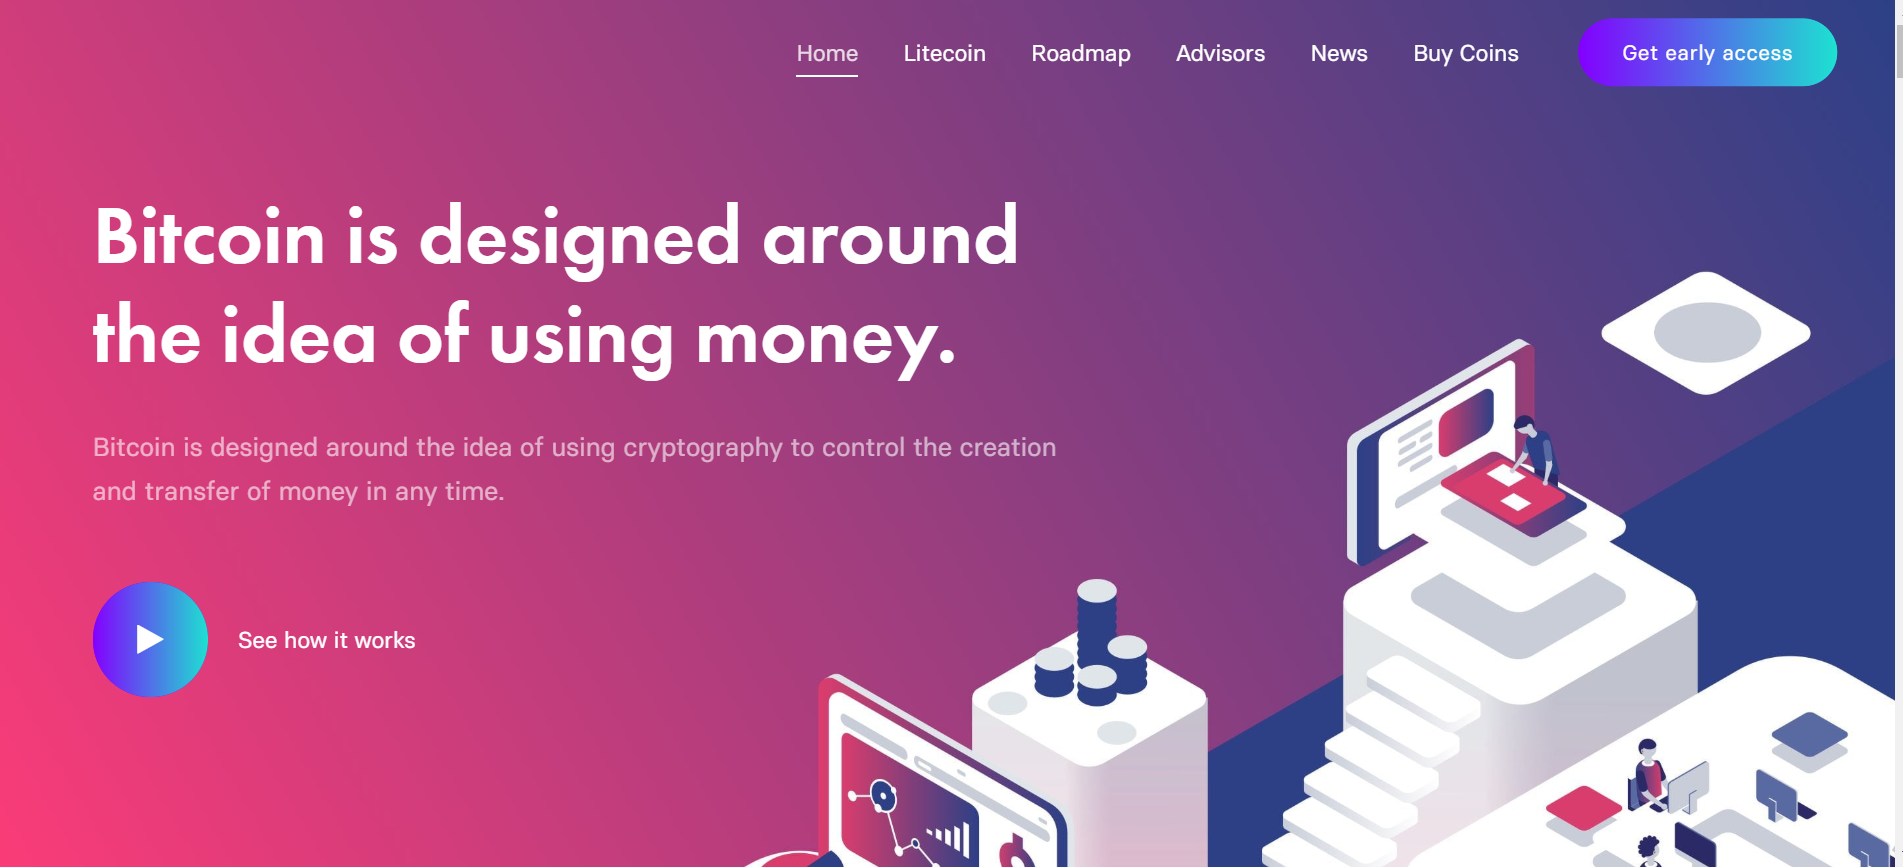 Home Litecoin Roadmap Advisors News Buy Coins Get early access
Bitcoin is designed around
the idea of using money.
Bitcoin is designed around the idea of using cryptography to control the creation
and transfer of money in any time.
See how it works